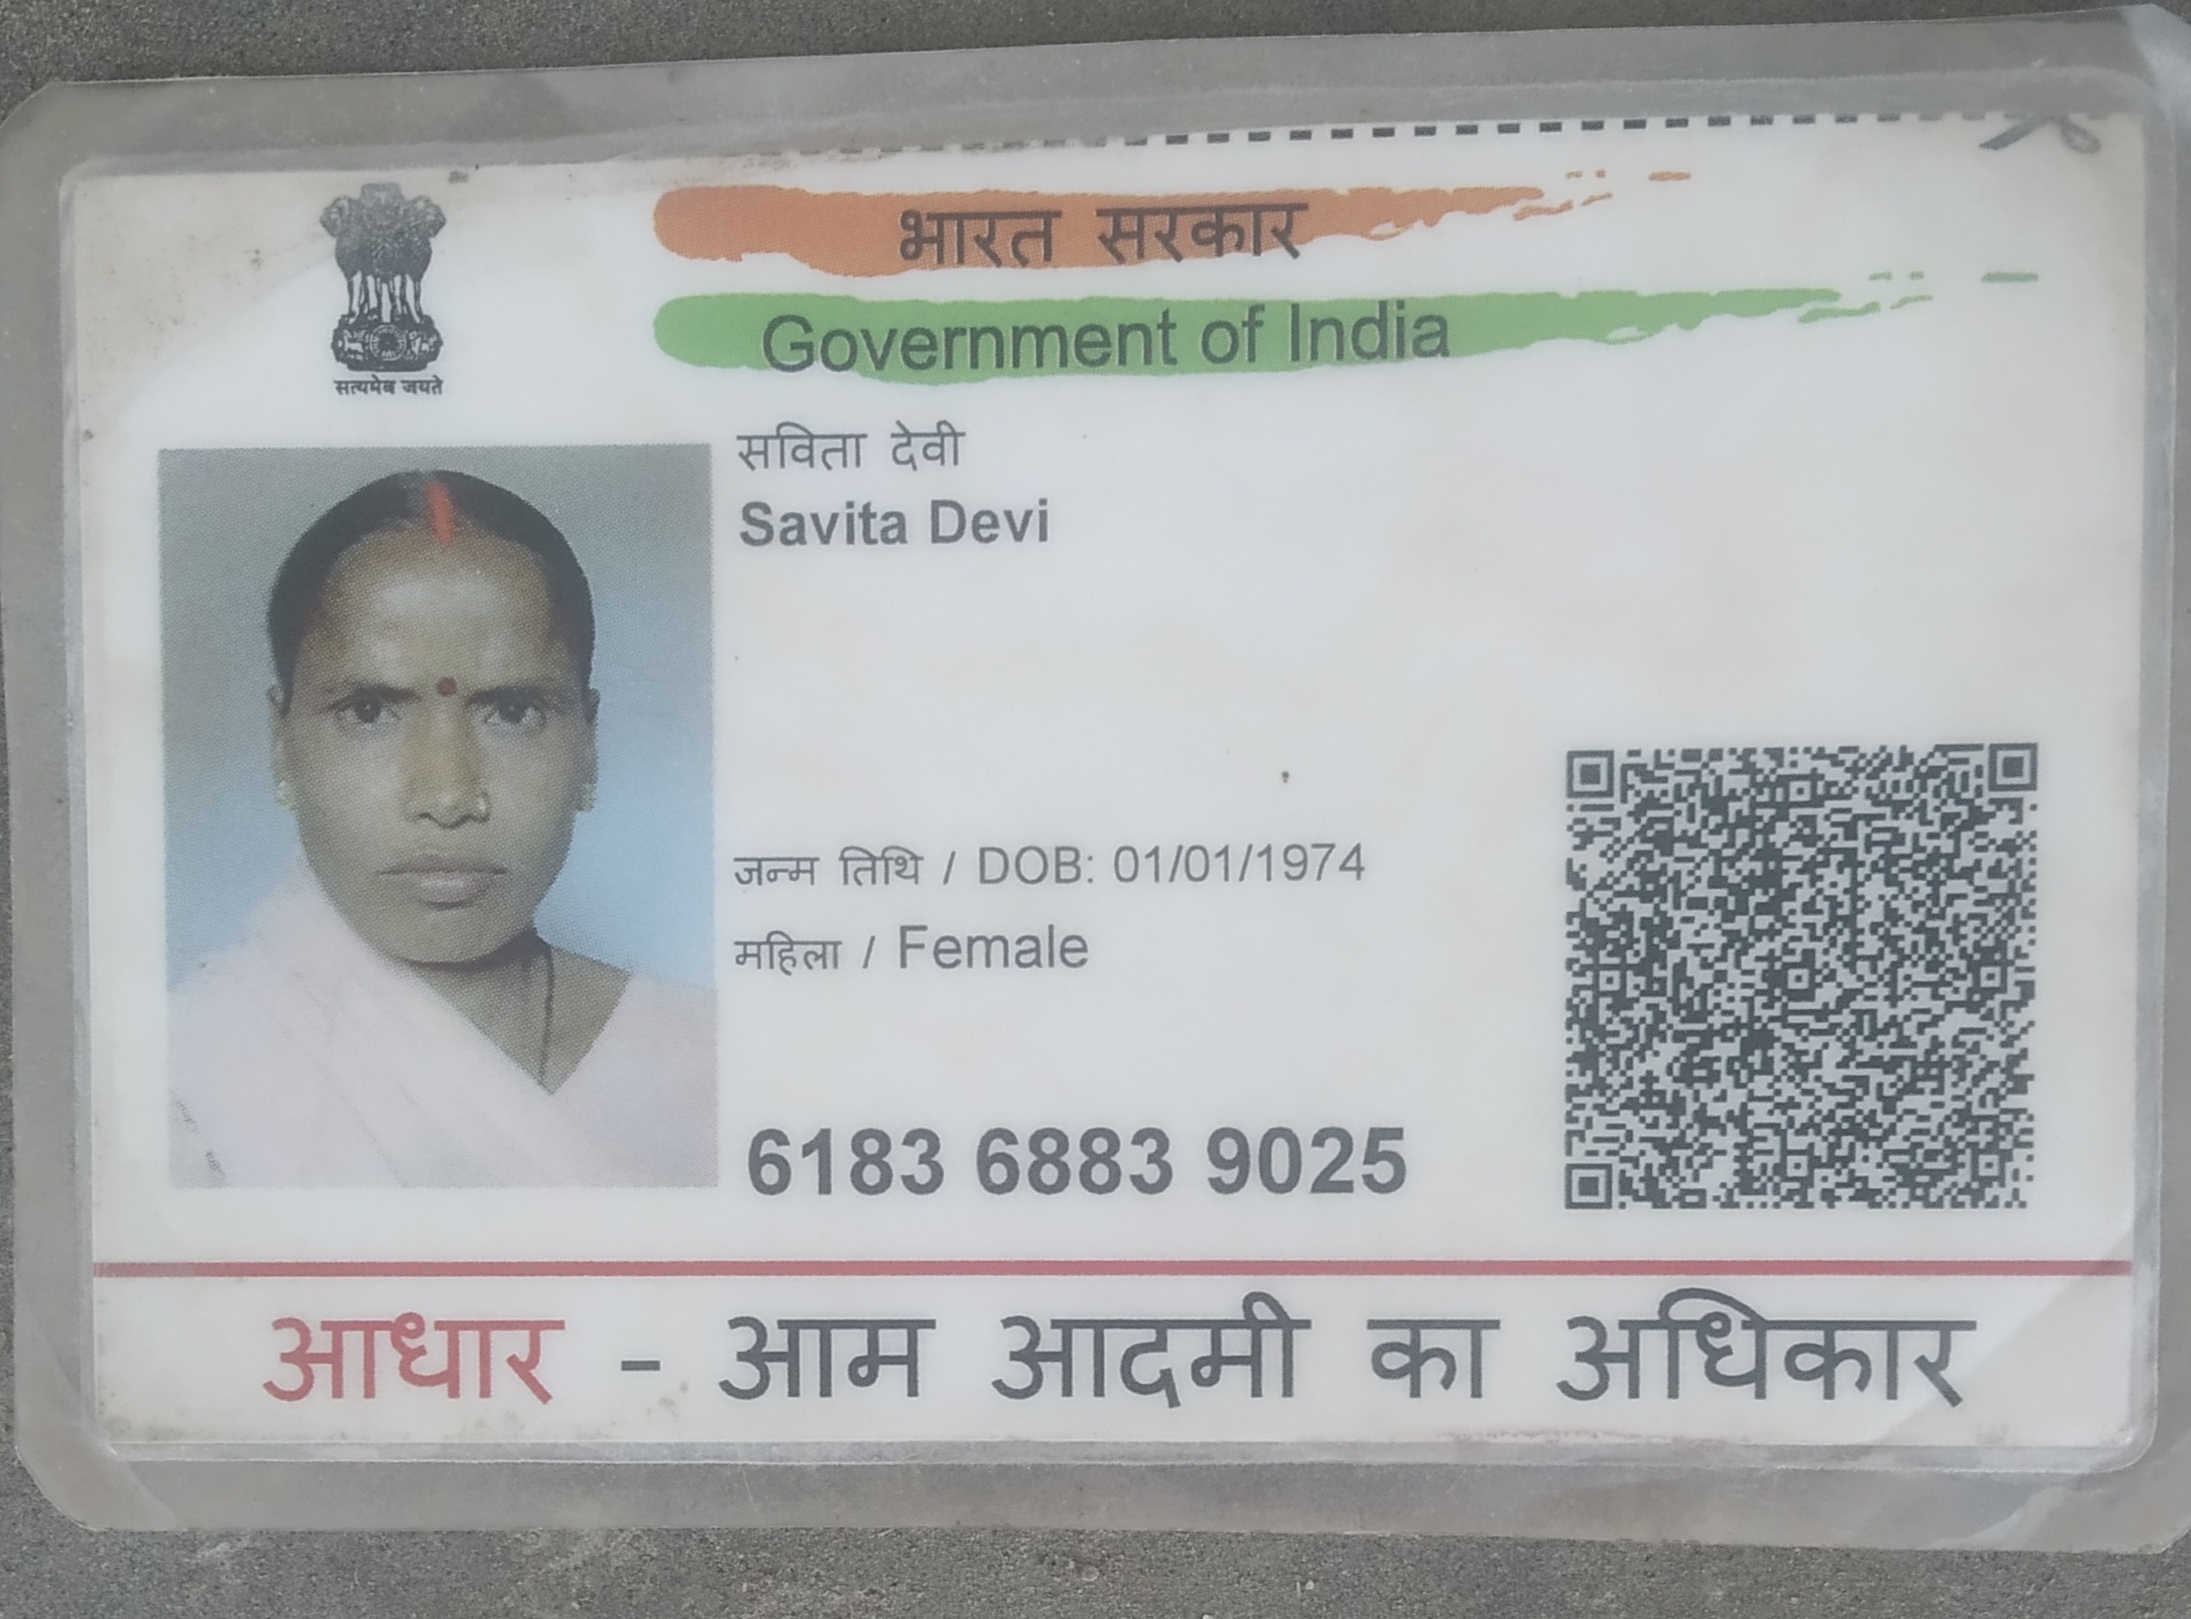 भारत सरकार
Government of India
सत्यमेव जयते
सविता देवी
Savita Devi
जन्म तिथि / DOB: 01/01/1974
महिला / Female
6183 6883 9025
आधार - आम आदमी का अधिकार